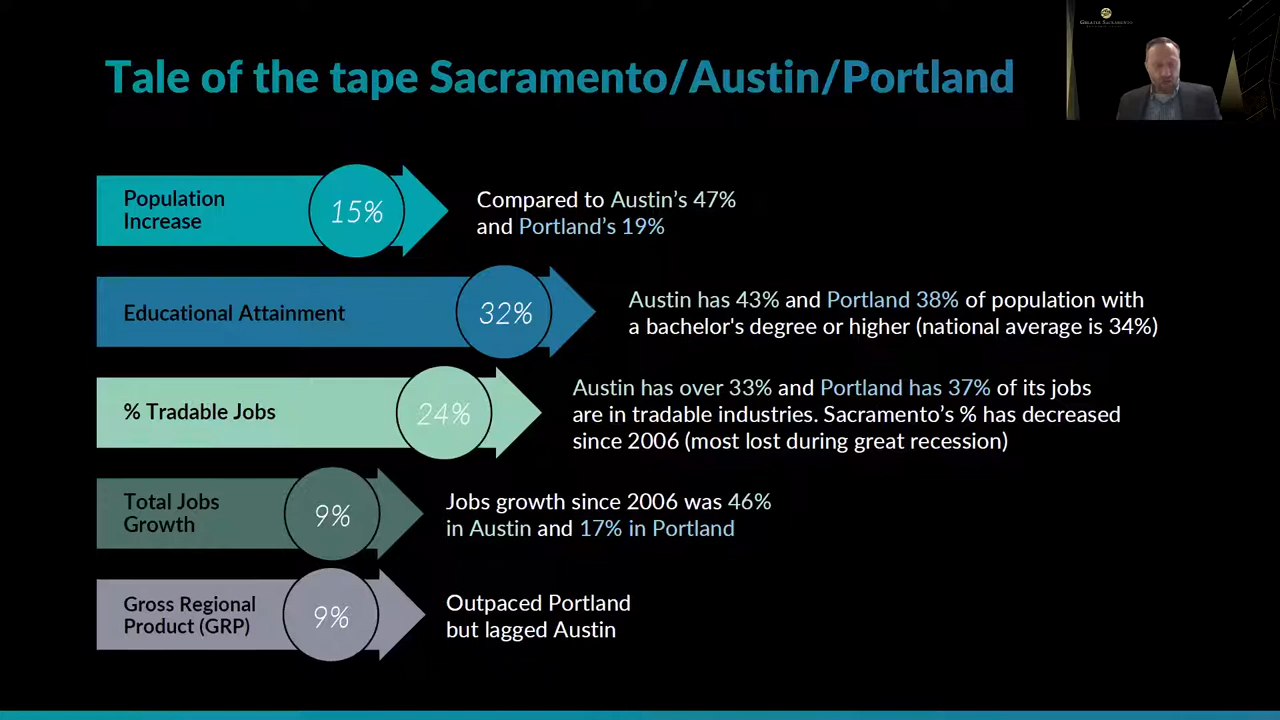 Tale of the tape Sacramento/Austin/Portland
GREATER SACRAMENTO
Population
Increase
15%
Compared to Austin’s 47%
and Portland’s 19%
Educational Attainment
32%
Austin has 43% and Portland 38% of population with
a bachelor's degree or higher (national average is 34%)
% Tradable Jobs
24%
Austin has over 33% and Portland has 37% of its jobs
are in tradable industries. Sacramento’s % has decreased
since 2006 (most lost during great recession)
Total Jobs
Growth
9%
Jobs growth since 2006 was 46%
in Austin and 17% in Portland
Gross Regional
Product (GRP)
9%
Outpaced Portland
but lagged Austin